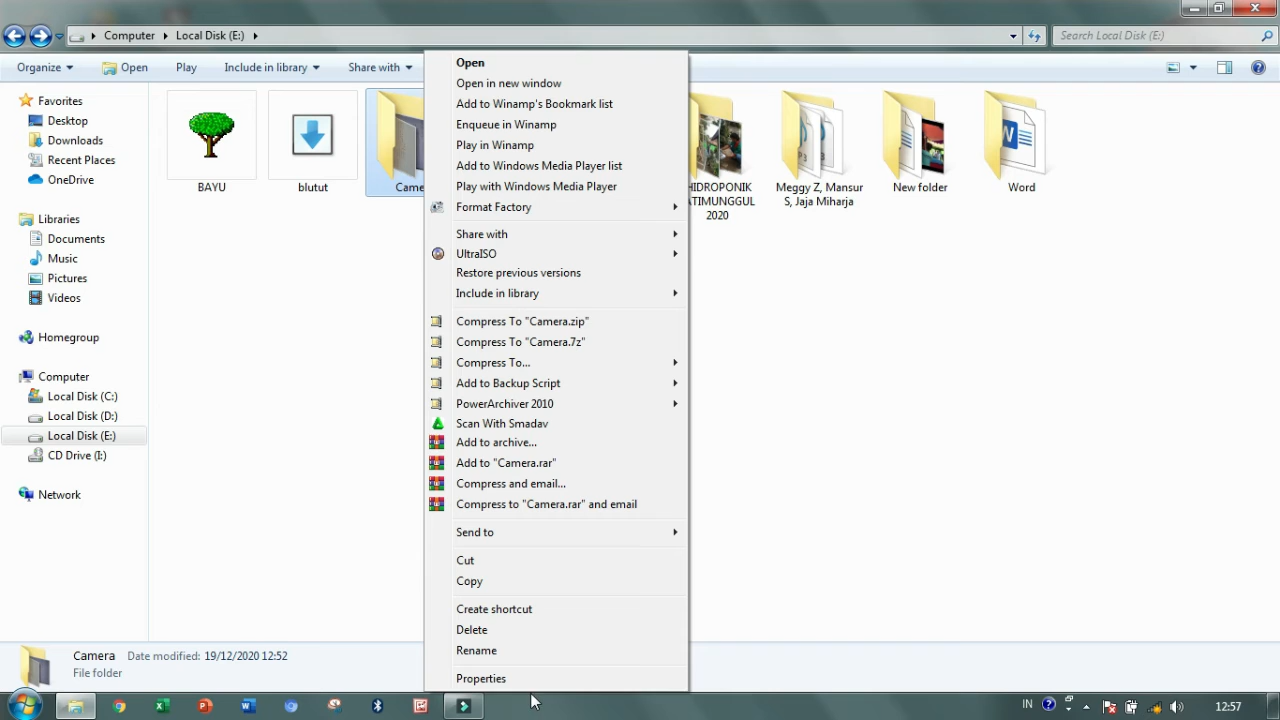 Computer
Local Disk (E:)
Search Local Disk (E:)
Organize
Open
Play
Include in library
Share with
Favorites
Desktop
Downloads
Recent Places
OneDrive
Libraries
Documents
Music
Pictures
Videos
Homegroup
Computer
Local Disk (C:)
Local Disk (D:)
Local Disk (E:)
CD Drive (I:)
Network
BAYU
blutut
Came
HIDROPONIK
ATIMUNGGUL
2020
Meggy Z, Mansur
S, Jaja Miharja
New folder
Word
Open
Open in new window
Add to Winamp's Bookmark list
Enqueue in Winamp
Play in Winamp
Add to Windows Media Player list
Play with Windows Media Player
Format Factory
Share with
UltraISO
Restore previous versions
Include in library
Compress To "Camera.zip"
Compress To "Camera.7z"
Compress To...
Add to Backup Script
PowerArchiver 2010
Scan With Smadav
Add to archive...
Add to "Camera.rar"
Compress and email...
Compress to "Camera.rar" and email
Send to
Cut
Copy
Create shortcut
Delete
Rename
Properties
Camera Date modified: 19/12/2020 12:52
File folder
IN
12:57